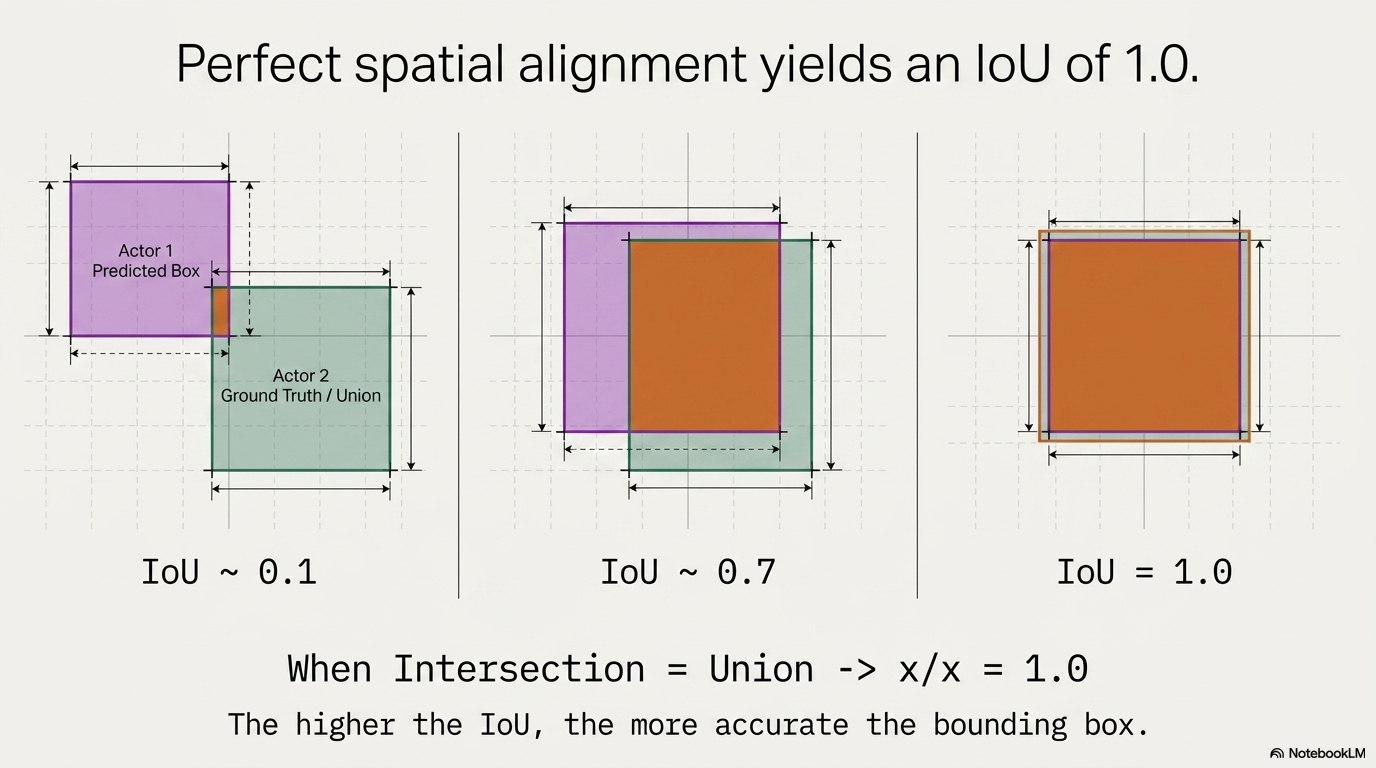 Perfect spatial alignment yields an IoU of 1.0.
Actor 1
Predicted Box
Actor 2
Ground Truth / Union
IoU ~ 0.1
IoU ~ 0.7
IoU = 1.0
When Intersection = Union -> x/x = 1.0
The higher the IoU, the more accurate the bounding box.
NotebookLM